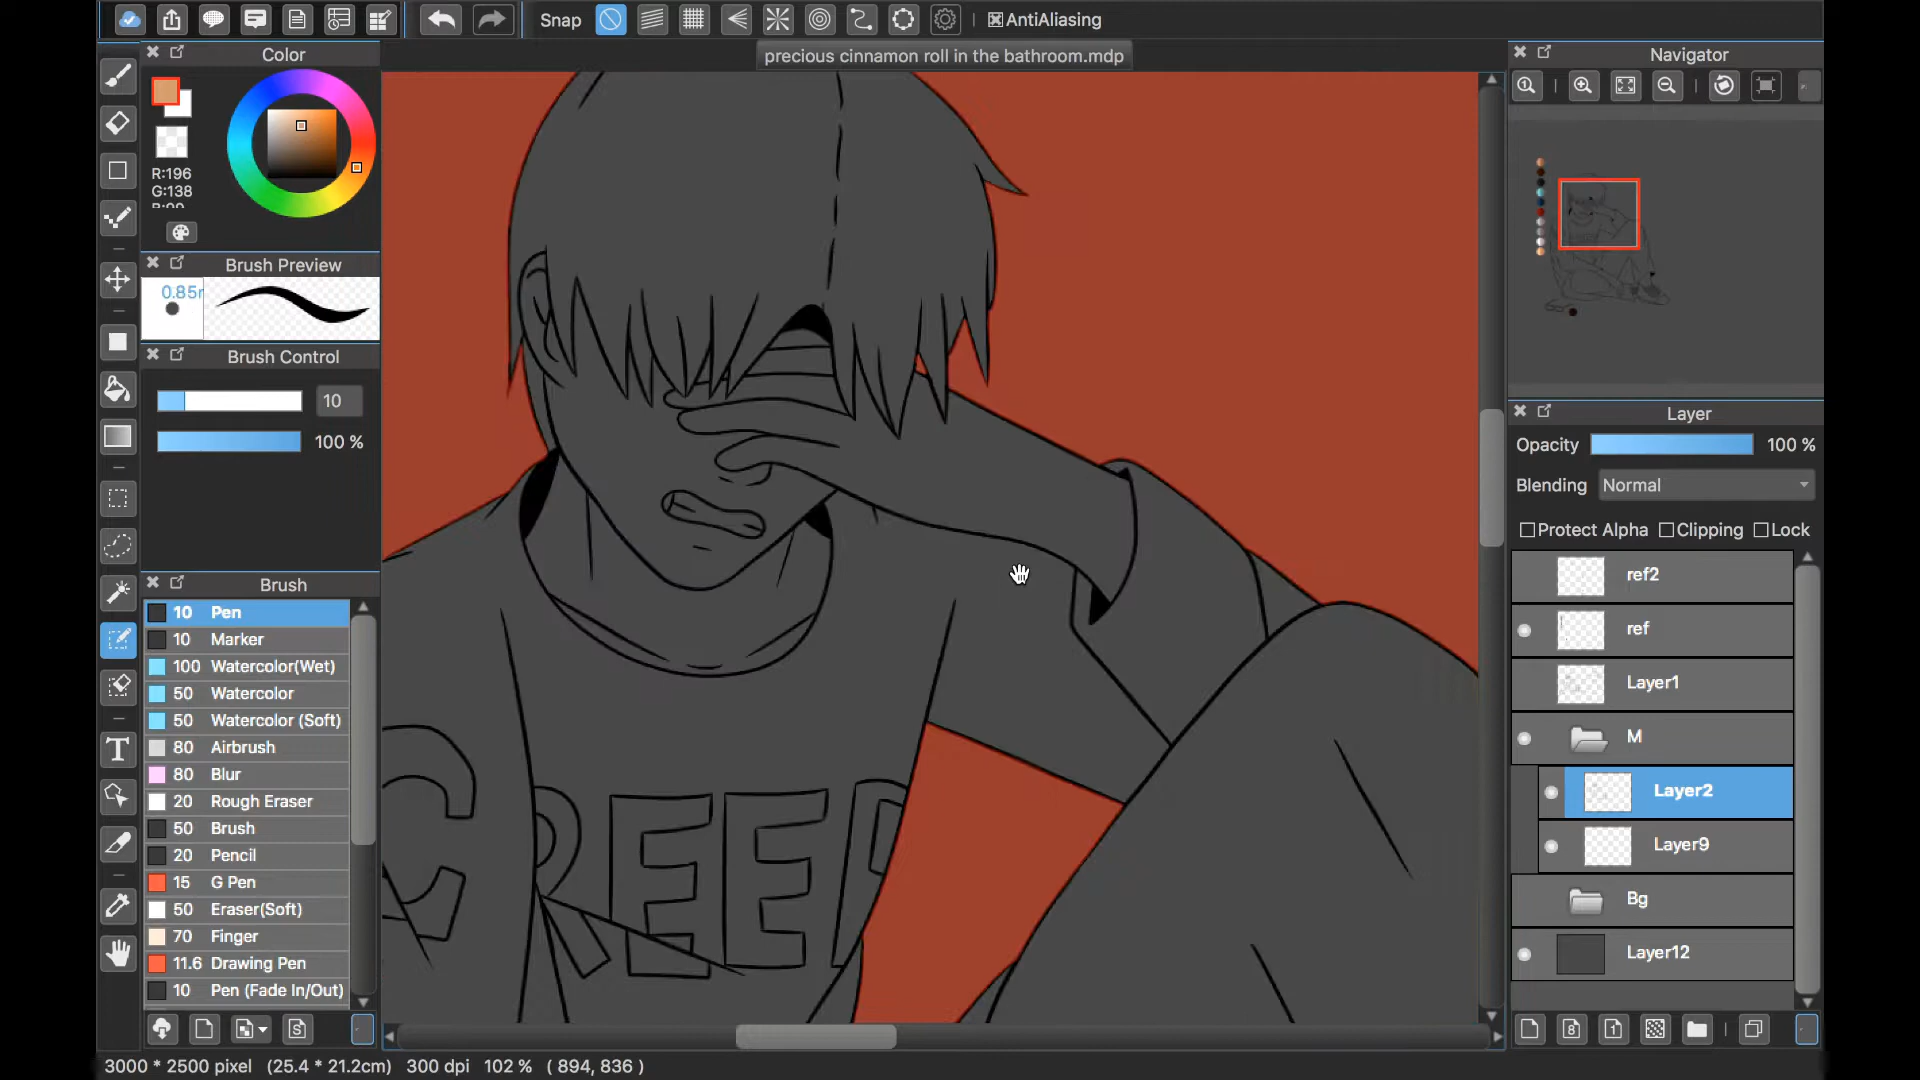 Snap
AntiAliasing
Color
precious cinnamon roll in the bathroom.mdp
Navigator
R:196
G:138
Brush Preview
Brush Control
10
100 %
Layer
Opacity
100 %
Blending
Normal
Protect Alpha
Clipping
Lock
ref2
ref
Layer1
M
Layer2
Layer9
Bg
Layer12
Brush
10 Pen
10 Marker
100 Watercolor(Wet)
50 Watercolor
50 Watercolor (Soft)
80 Airbrush
80 Blur
20 Rough Eraser
50 Brush
20 Pencil
15 G Pen
50 Eraser(Soft)
70 Finger
11.6 Drawing Pen
10 Pen (Fade In/Out)
CREEP
3000 * 2500 pixel (25.4 * 21.2cm) 300 dpi 102 % ( 894, 836 )